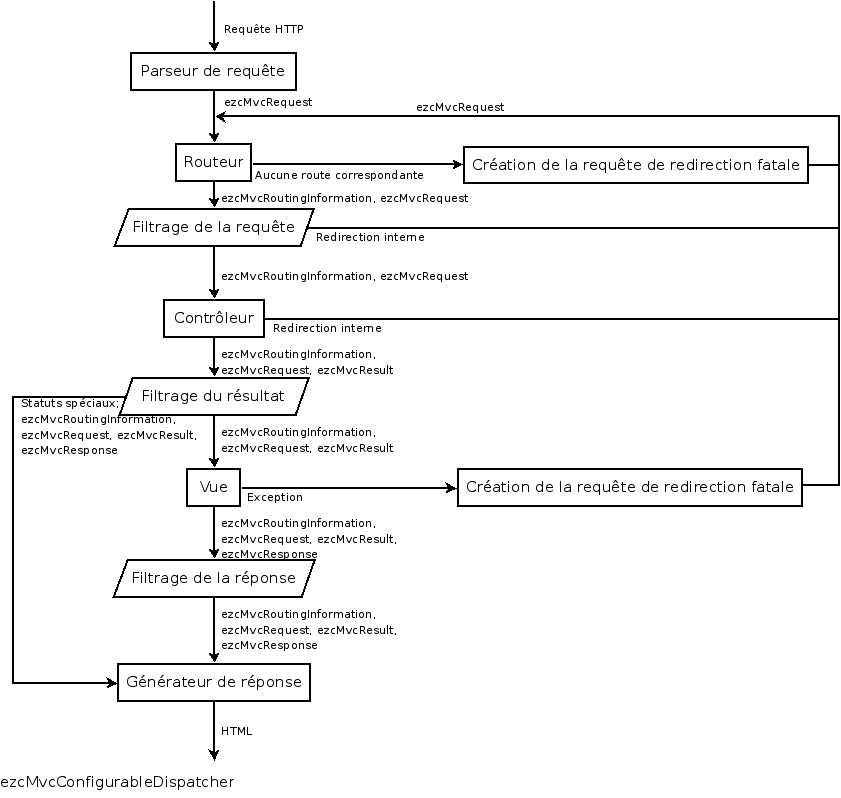 Requête HTTP
Parseur de requête
ezcMvcRequest
ezcMvcRequest
Routeur
Aucune route correspondante
Création de la requête de redirection fatale
ezcMvcRoutingInformation, ezcMvcRequest
Filtrage de la requête
Redirection interne
ezcMvcRoutingInformation, ezcMvcRequest
Contrôleur
Redirection interne
ezcMvcRoutingInformation,
ezcMvcRequest, ezcMvcResult
Filtrage du résultat
Statuts spéciaux:
ezcMvcRoutingInformation,
ezcMvcRequest, ezcMvcResult,
ezcMvcResponse
ezcMvcRoutingInformation,
ezcMvcRequest, ezcMvcResult
Vue
Exception
Création de la requête de redirection fatale
ezcMvcRoutingInformation,
ezcMvcRequest, ezcMvcResult,
ezcMvcResponse
Filtrage de la réponse
ezcMvcRoutingInformation,
ezcMvcRequest, ezcMvcResult,
ezcMvcResponse
Générateur de réponse
HTML
ezcMvcConfigurableDispatcher